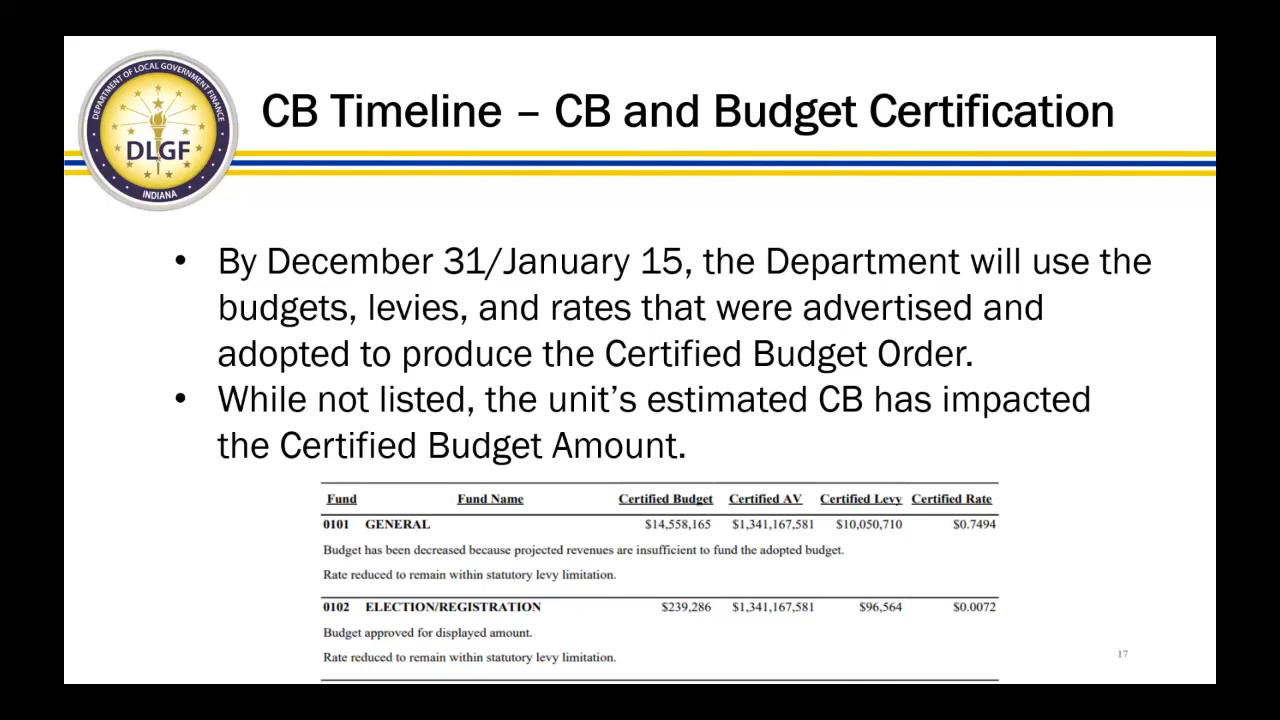 DEPARTMENT OF LOCAL GOVERNMENT FINANCE
DLGF
INDIANA
CB Timeline – CB and Budget Certification
• By December 31/January 15, the Department will use the
budgets, levies, and rates that were advertised and
adopted to produce the Certified Budget Order.
• While not listed, the unit’s estimated CB has impacted
the Certified Budget Amount.
Fund Fund Name Certified Budget Certified AV Certified Levy Certified Rate
0101 GENERAL $14,558,165 $1,341,167,581 $10,050,710 $0.7494
Budget has been decreased because projected revenues are insufficient to fund the adopted budget.
Rate reduced to remain within statutory levy limitation.
0102 ELECTION/REGISTRATION $239,286 $1,341,167,581 $96,564 $0.0072
Budget approved for displayed amount.
Rate reduced to remain within statutory levy limitation.
17